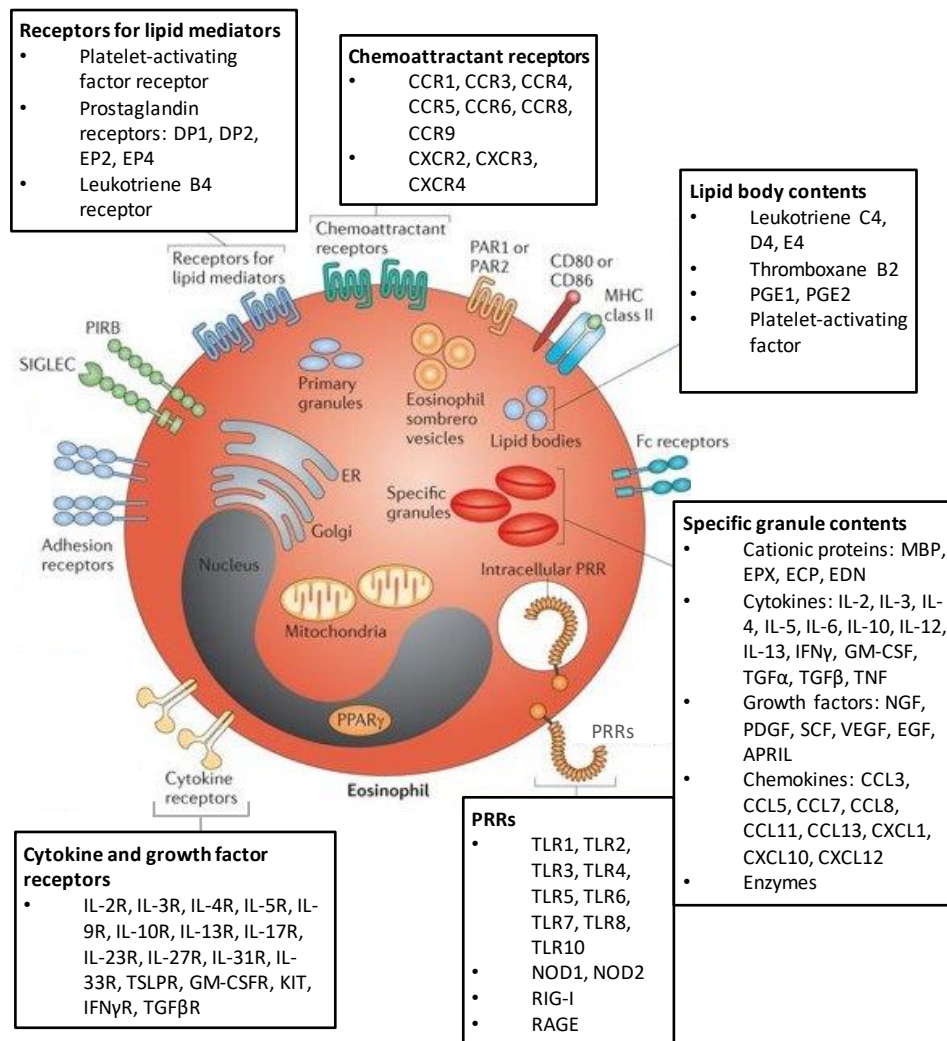 Receptors for lipid mediators
• Platelet-activating
factor receptor
• Prostaglandin
receptors: DP1, DP2,
EP2, EP4
• Leukotriene B4
receptor
Chemoattractant receptors
• CCR1, CCR3, CCR4,
CCR5, CCR6, CCR8,
CCR9
• CXCR2, CXCR3,
CXCR4
Lipid body contents
• Leukotriene C4,
D4, E4
• Thromboxane B2
• PGE1, PGE2
• Platelet-activating
factor
Receptors for
lipid mediators
Chemoattractant
receptors
PAR1 or
PAR2
CD80 or
CD86
MHC
class II
PIRB
SIGLEC
Primary
granules
Eosinophil
sombrero
vesicles
Lipid bodies
Fc receptors
ER
Golgi
Specific
granules
Adhesion
receptors
Nucleus
Intracellular PRR
Mitochondria
PPARγ
PRRs
Cytokine
receptors
Eosinophil
Specific granule contents
• Cationic proteins: MBP,
EPX, ECP, EDN
• Cytokines: IL-2, IL-3, IL-
4, IL-5, IL-6, IL-10, IL-12,
IL-13, IFNγ, GM-CSF,
TGFα, TGFβ, TNF
• Growth factors: NGF,
PDGF, SCF, VEGF, EGF,
APRIL
• Chemokines: CCL3,
CCL5, CCL7, CCL8,
CCL11, CCL13, CXCL1,
CXCL10, CXCL12
• Enzymes
Cytokine and growth factor
receptors
• IL-2R, IL-3R, IL-4R, IL-5R, IL-
9R, IL-10R, IL-13R, IL-17R,
IL-23R, IL-27R, IL-31R, IL-
33R, TSLPR, GM-CSFR, KIT,
IFNγR, TGFβR
PRRs
• TLR1, TLR2,
TLR3, TLR4,
TLR5, TLR6,
TLR7, TLR8,
TLR10
• NOD1, NOD2
• RIG-I
• RAGE